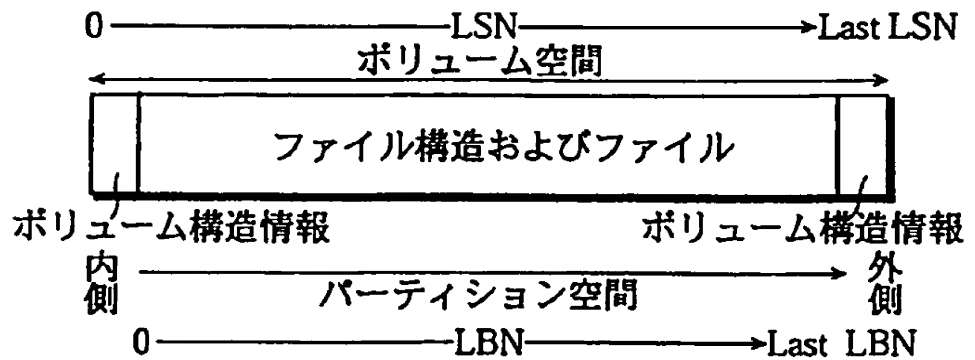 0 LSN Last LSN
ボリューム空間
ファイル構造およびファイル
ボリューム構造情報 ボリューム構造情報
内側 外側
パーティション空間
0 LBN Last LBN